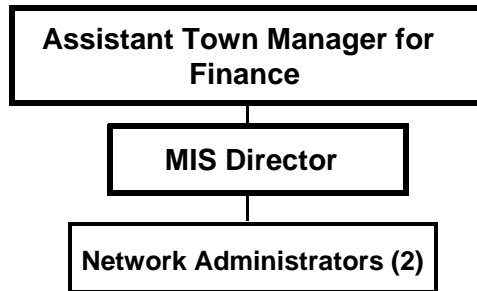 Assistant Town Manager for
Finance
MIS Director
Network Administrators (2)